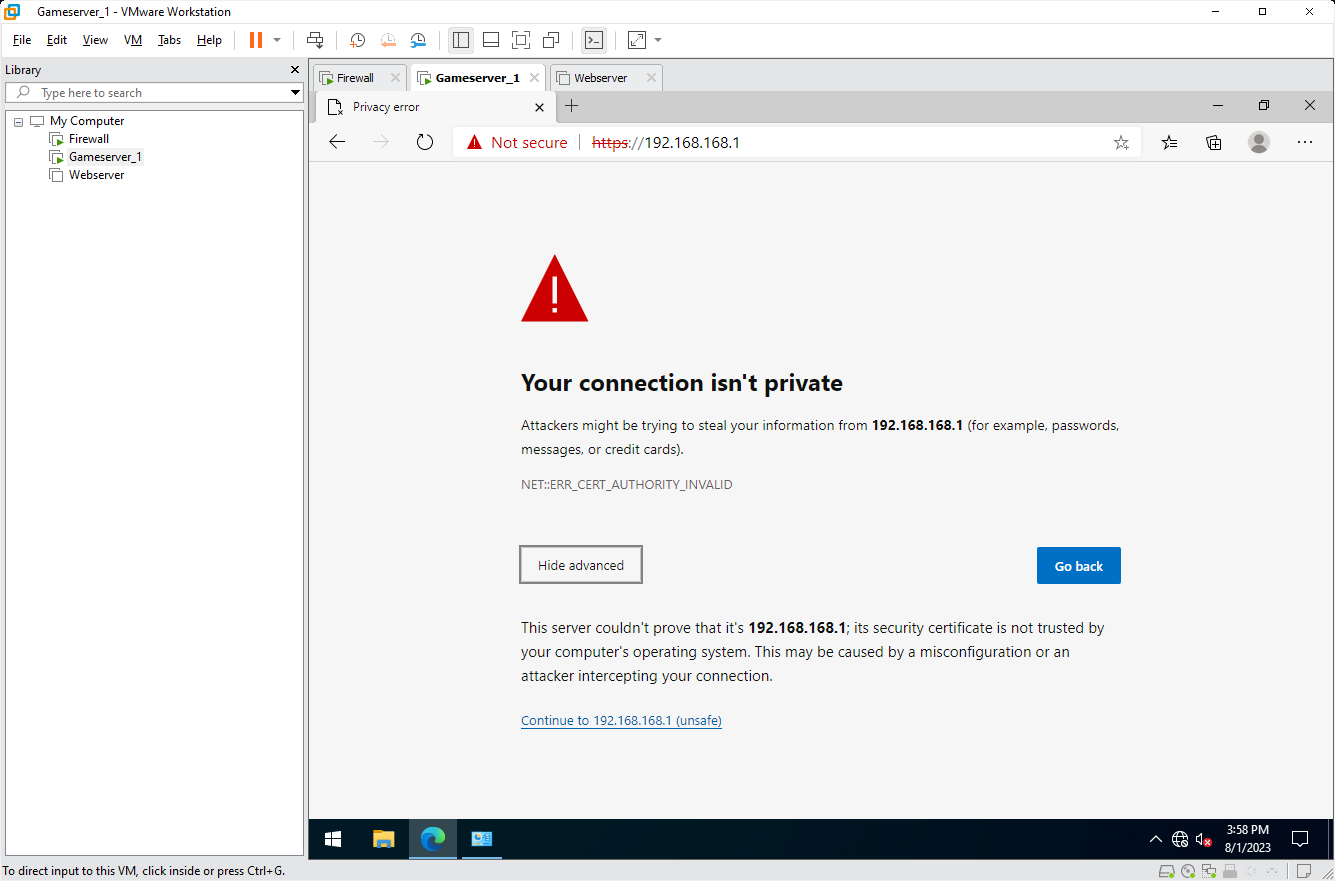 Gameserver_1 - VMware Workstation
File Edit View VM Tabs Help
Library
Type here to search
My Computer
Firewall
Gameserver_1
Webserver
Firewall Gameserver_1 Webserver
Privacy error
Not secure https://192.168.168.1
Your connection isn't private
Attackers might be trying to steal your information from 192.168.168.1 (for example, passwords,
messages, or credit cards).
NET::ERR_CERT_AUTHORITY_INVALID
Hide advanced
Go back
This server couldn't prove that it's 192.168.168.1; its security certificate is not trusted by
your computer's operating system. This may be caused by a misconfiguration or an
attacker intercepting your connection.
Continue to 192.168.168.1 (unsafe)
3:58 PM
8/1/2023
To direct input to this VM, click inside or press Ctrl+G.